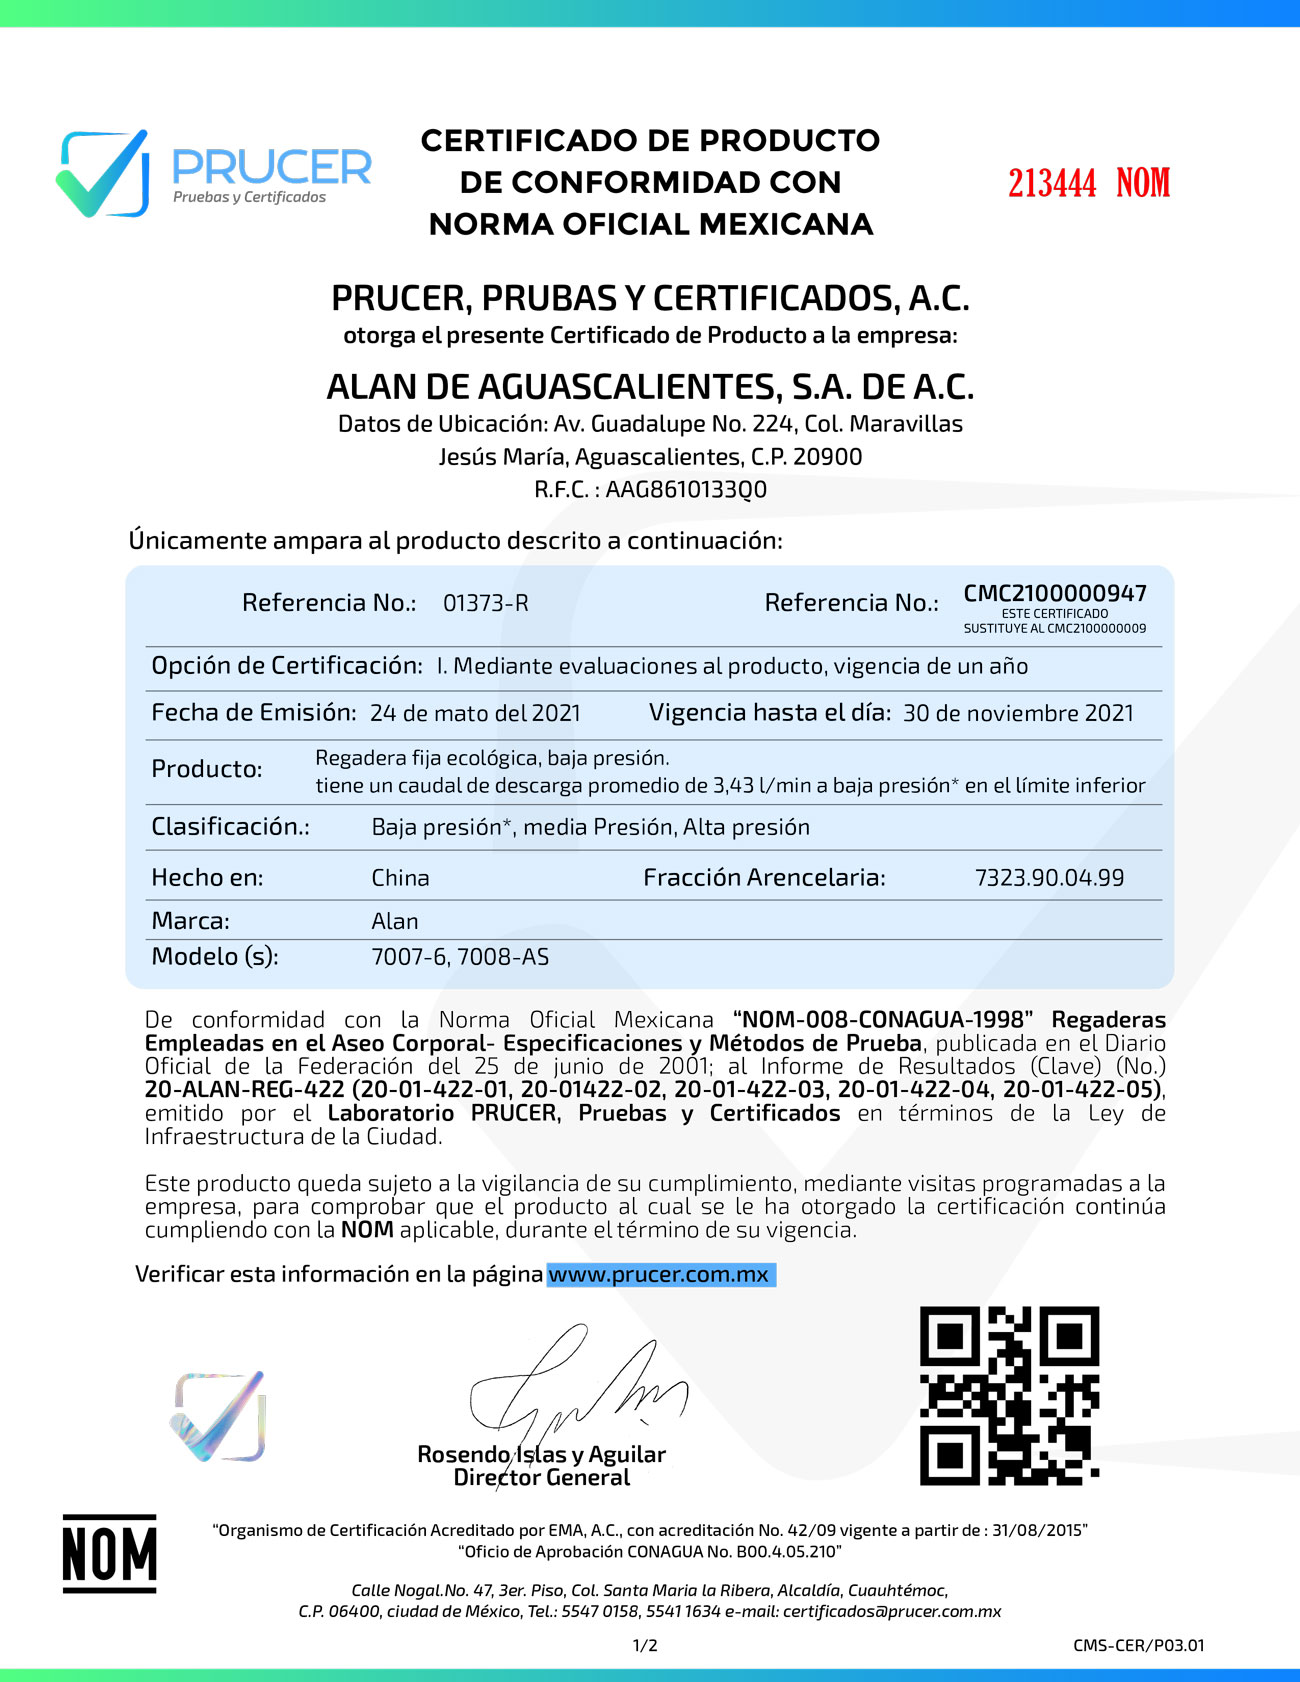 PRUCER
Pruebas y Certificados
CERTIFICADO DE PRODUCTO
DE CONFORMIDAD CON
NORMA OFICIAL MEXICANA
213444 NOM
PRUCER, PRUBAS Y CERTIFICADOS, A.C.
otorga el presente Certificado de Producto a la empresa:
ALAN DE AGUASCALIENTES, S.A. DE A.C.
Datos de Ubicación: Av. Guadalupe No. 224, Col. Maravillas
Jesús María, Aguascalientes, C.P. 20900
R.F.C. : AAG8610133Q0
Únicamente ampara al producto descrito a continuación:
Referencia No.: 01373-R Referencia No.: CMC2100000947
ESTE CERTIFICADO
SUSTITUYE AL CMC2100000009
Opción de Certificación: I. Mediante evaluaciones al producto, vigencia de un año
Fecha de Emisión: 24 de mato del 2021 Vigencia hasta el día: 30 de noviembre 2021
Producto: Regadera fija ecológica, baja presión.
tiene un caudal de descarga promedio de 3,43 l/min a baja presión* en el límite inferior
Clasificación.: Baja presión*, media Presión, Alta presión
Hecho en: China Fracción Arencelaria: 7323.90.04.99
Marca: Alan
Modelo (s): 7007-6, 7008-AS
De conformidad con la Norma Oficial Mexicana “NOM-008-CONAGUA-1998” Regaderas
Empleadas en el Aseo Corporal- Especificaciones y Métodos de Prueba, publicada en el Diario
Oficial de la Federación del 25 de junio de 2001; al Informe de Resultados (Clave) (No.)
20-ALAN-REG-422 (20-01-422-01, 20-01422-02, 20-01-422-03, 20-01-422-04, 20-01-422-05),
emitido por el Laboratorio PRUCER, Pruebas y Certificados en términos de la Ley de
Infraestructura de la Ciudad.
Este producto queda sujeto a la vigilancia de su cumplimiento, mediante visitas programadas a la
empresa, para comprobar que el producto al cual se le ha otorgado la certificación continúa
cumpliendo con la NOM aplicable, durante el término de su vigencia.
Verificar esta información en la página www.prucer.com.mx
Rosendo Islas y Aguilar
Director General
NOM
“Organismo de Certificación Acreditado por EMA, A.C., con acreditación No. 42/09 vigente a partir de : 31/08/2015”
“Oficio de Aprobación CONAGUA No. B00.4.05.210”
Calle Nogal.No. 47, 3er. Piso, Col. Santa Maria la Ribera, Alcaldía, Cuauhtémoc,
C.P. 06400, ciudad de México, Tel.: 5547 0158, 5541 1634 e-mail: certificados@prucer.com.mx
1/2
CMS-CER/P03.01